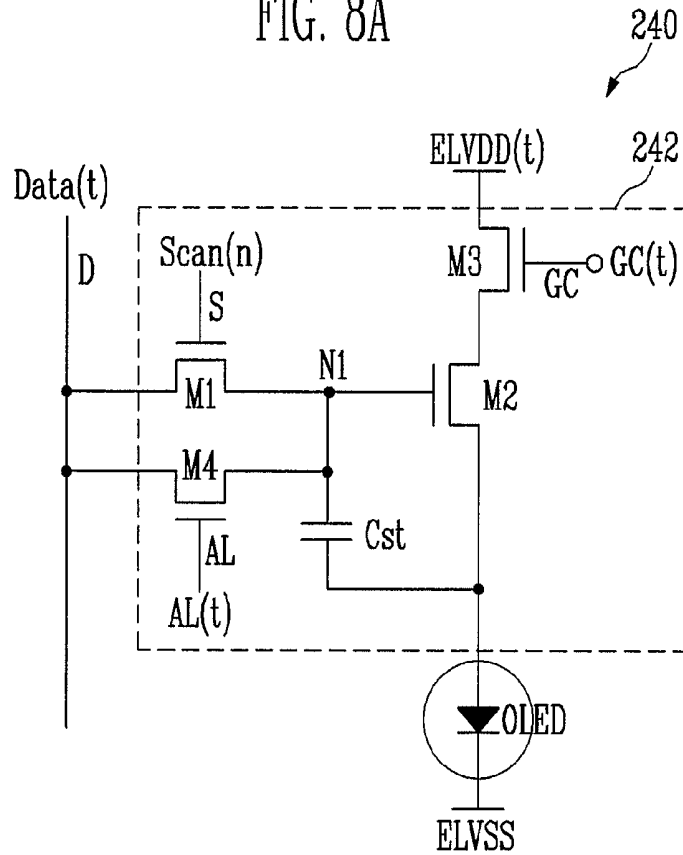 FIG. 8A
240
ELVDD(t)
242
Data(t)
D
Scan(n)
S
M3
GC
GC(t)
N1
M1
M2
M4
AL
Cst
AL(t)
OLED
ELVSS